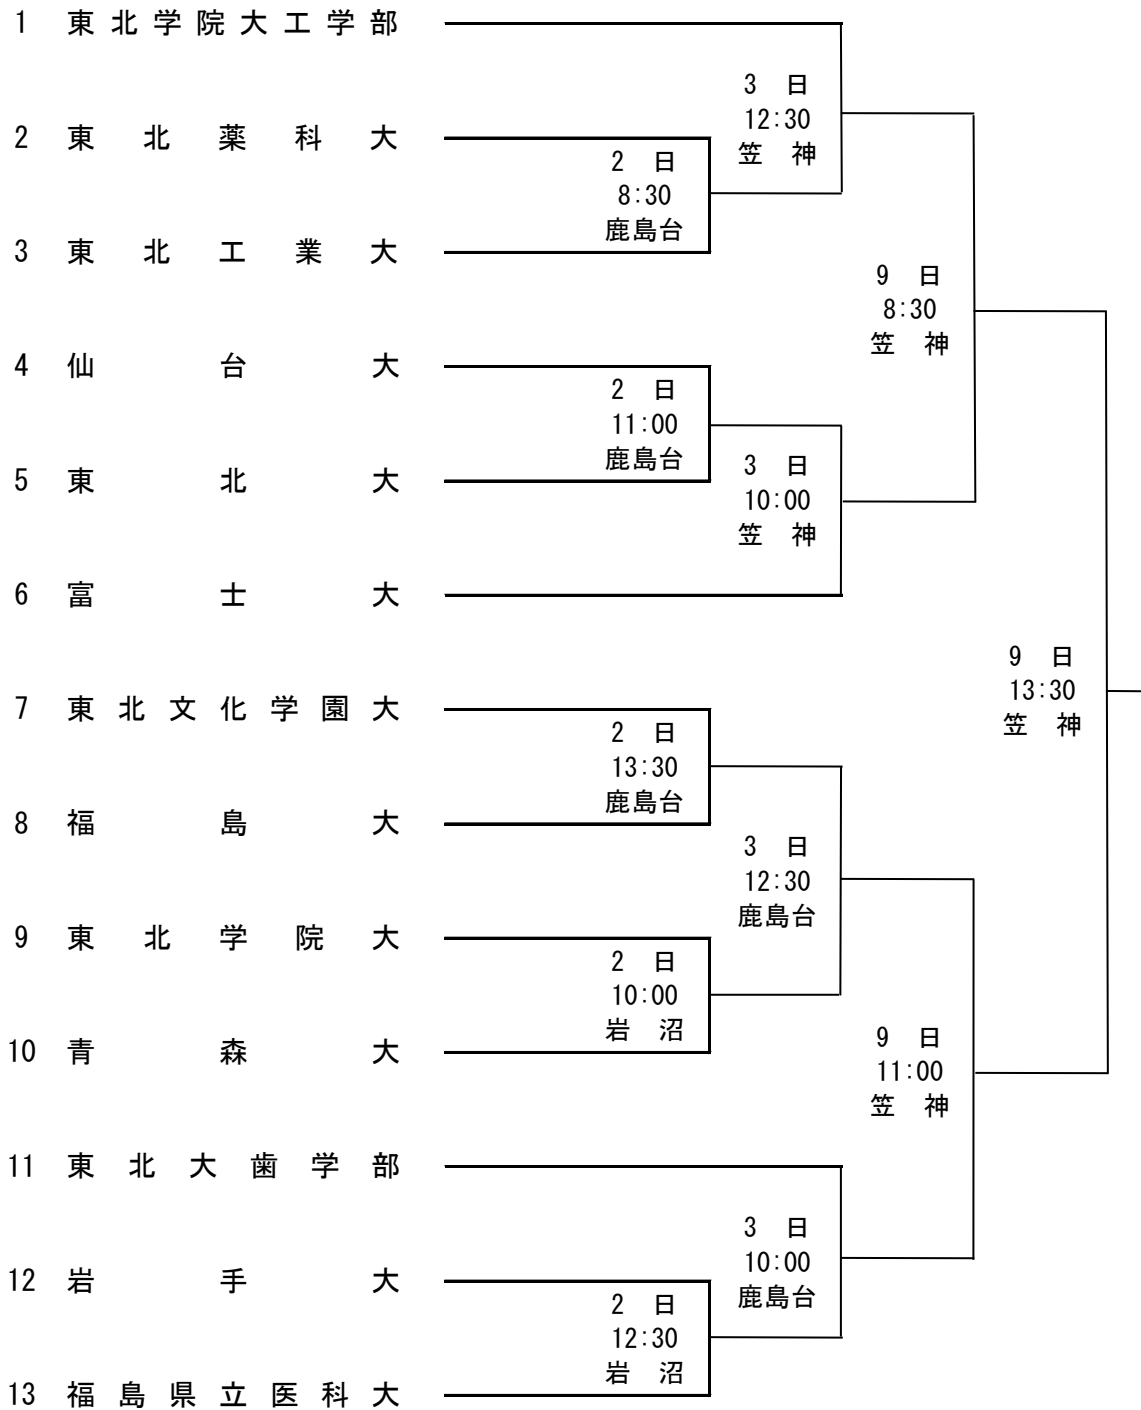 1 東北学院大工学部
3 日
12:30
笠 神
2 東北薬科大
2 日
8:30
鹿島台
3 東北工業大
9 日
8:30
笠 神
4 仙台大
2 日
11:00
鹿島台
5 東北大
3 日
10:00
笠 神
6 富士大
9 日
13:30
笠 神
7 東北文化学園大
2 日
13:30
鹿島台
8 福島大
3 日
12:30
鹿島台
9 東北学院大
2 日
10:00
岩 沼
10 青森大
9 日
11:00
笠 神
11 東北大歯学部
3 日
10:00
鹿島台
12 岩手大
2 日
12:30
岩 沼
13 福島県立医科大